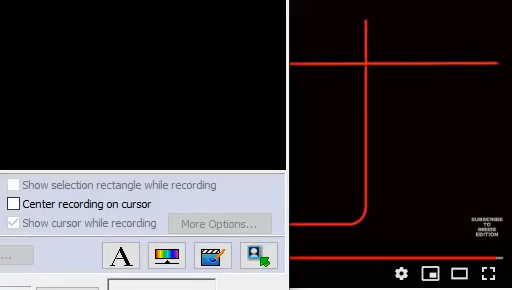 Show selection rectangle while recording
Center recording on cursor
Show cursor while recording
More Options...
...
A
SUBSCRIBE
TO
INSIDE
EDITION